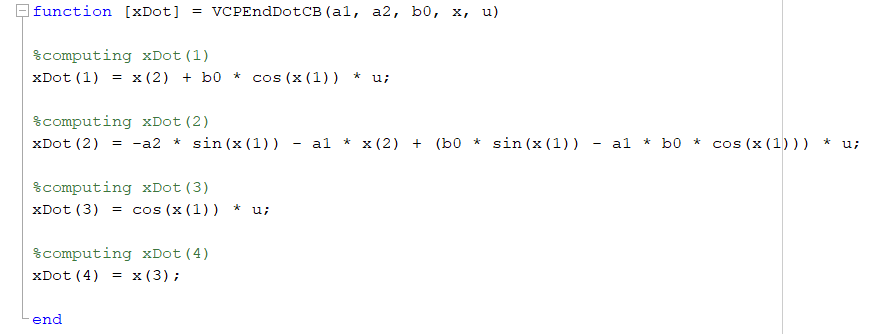 function [xDot] = VCPEndDotCB(a1, a2, b0, x, u)
%computing xDot(1)
xDot(1) = x(2) + b0 * cos(x(1)) * u;
%computing xDot(2)
xDot(2) = -a2 * sin(x(1)) - a1 * x(2) + (b0 * sin(x(1)) - a1 * b0 * cos(x(1))) * u;
%computing xDot(3)
xDot(3) = cos(x(1)) * u;
%computing xDot(4)
xDot(4) = x(3);
end